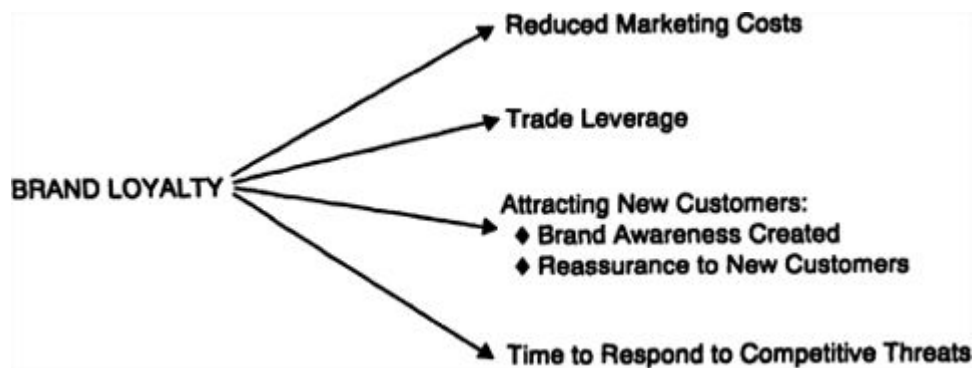 Reduced Marketing Costs
Trade Leverage
BRAND LOYALTY
Attracting New Customers:
♦ Brand Awareness Created
♦ Reassurance to New Customers
Time to Respond to Competitive Threats